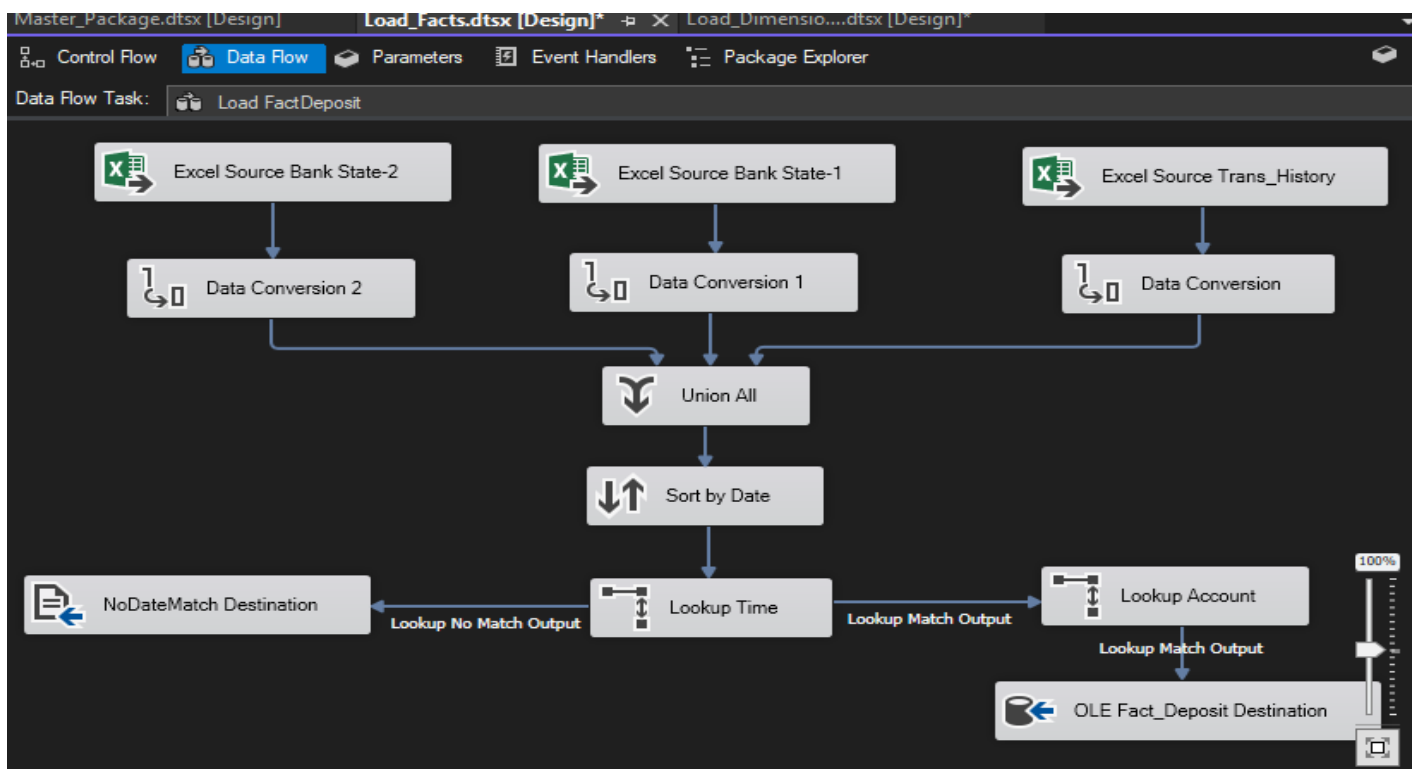 Master_Package.dtsx [Design] Load_Facts.dtsx [Design]* Load_Dimensio....dtsx [Design]*
Control Flow Data Flow Parameters Event Handlers Package Explorer
Data Flow Task: Load FactDeposit
Excel Source Bank State-2 Excel Source Bank State-1 Excel Source Trans_History
Data Conversion 2 Data Conversion 1 Data Conversion
Union All
Sort by Date
100%
NoDateMatch Destination Lookup Time Lookup Account
Lookup No Match Output Lookup Match Output
Lookup Match Output
OLE Fact_Deposit Destination